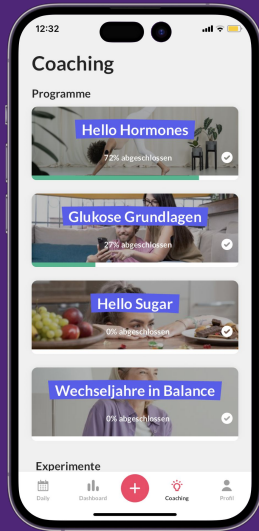 12:32
Coaching
Programme
Hello Hormones
72% abgeschlossen
Glukose Grundlagen
27% abgeschlossen
Hello Sugar
0% abgeschlossen
Wechseljahre in Balance
0% abgeschlossen
Experimente
Daily
Dashboard
Coaching
Profil